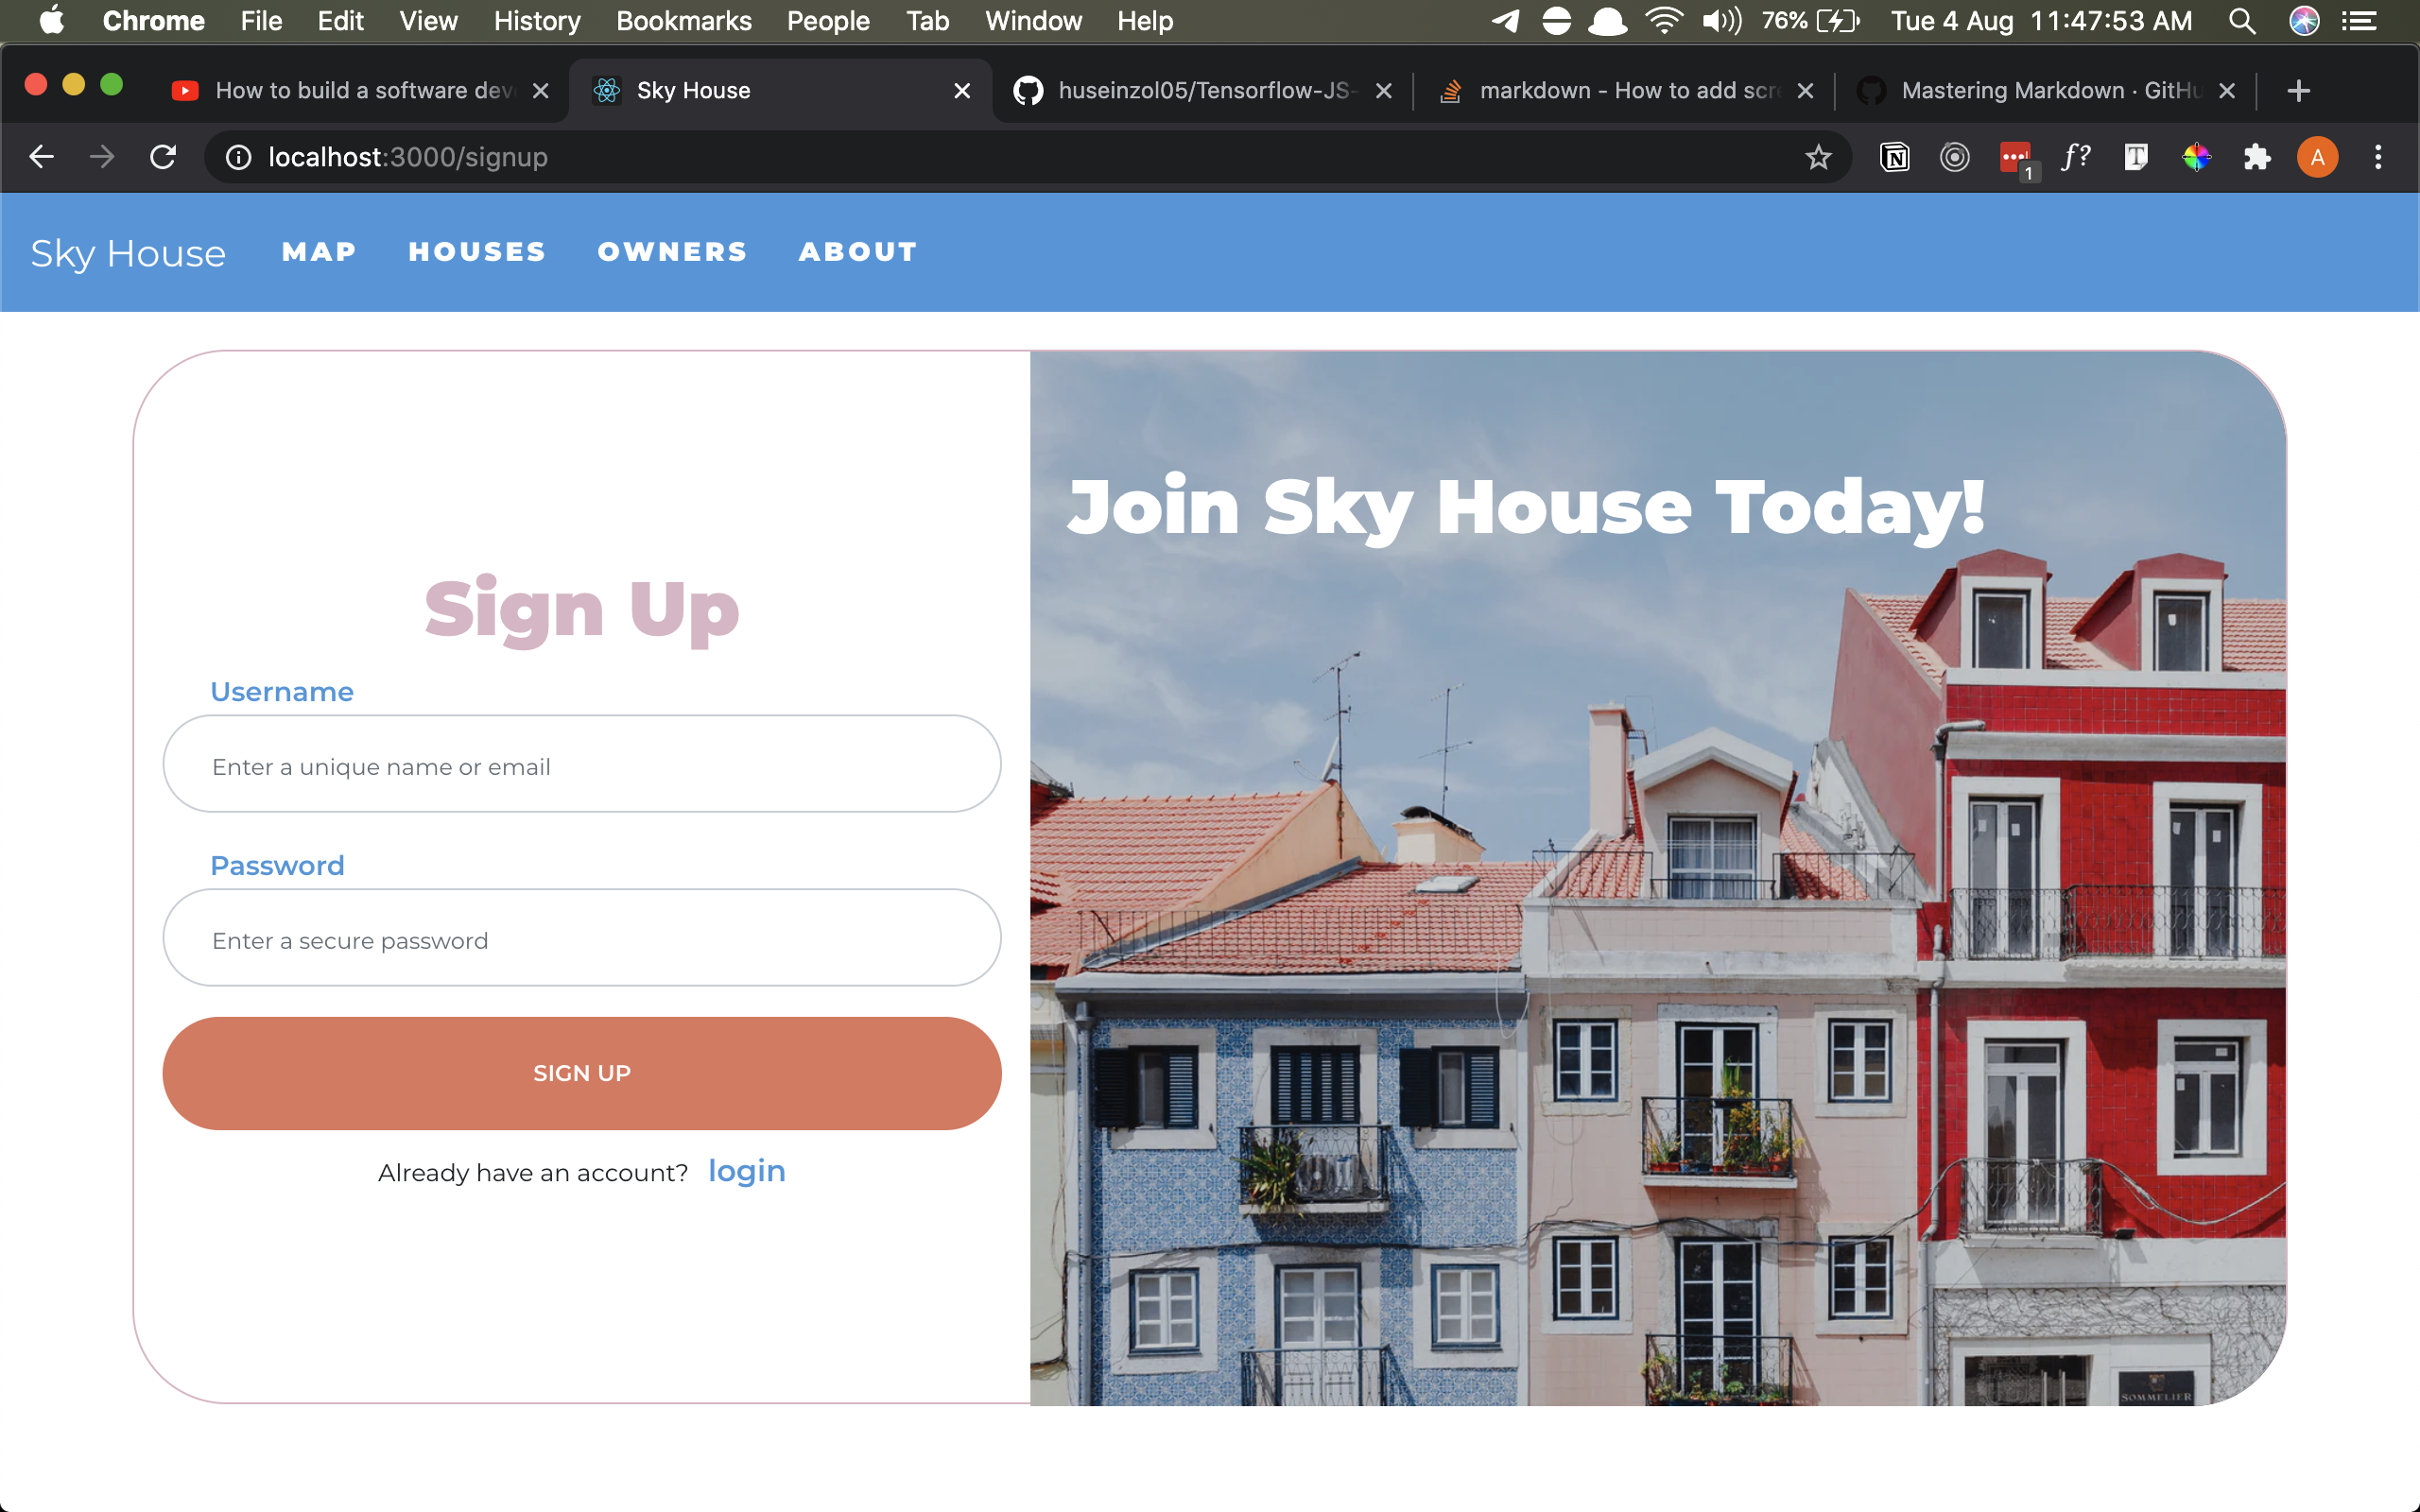 Chrome File Edit View History Bookmarks People Tab Window Help 76% Tue 4 Aug 11:47:53 AM
How to build a software dev Sky House huseinzol05/Tensorflow-JS- markdown - How to add scre Mastering Markdown · GitHu
localhost:3000/signup 1 A
Sky House MAP HOUSES OWNERS ABOUT
Join Sky House Today!
Sign Up
Username
Enter a unique name or email
Password
Enter a secure password
SIGN UP
Already have an account? login
SOMMELIER